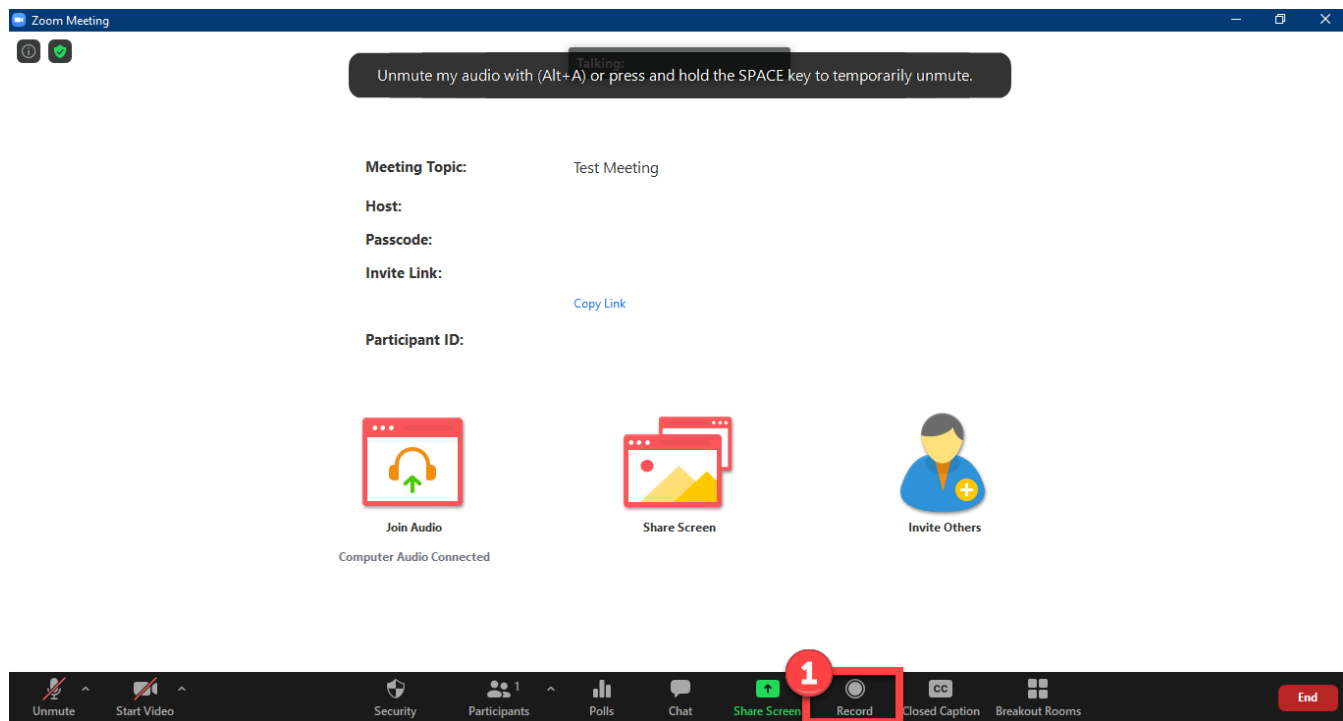 Zoom Meeting
Talking:
Unmute my audio with (Alt+A) or press and hold the SPACE key to temporarily unmute.
Meeting Topic: Test Meeting
Host:
Passcode:
Invite Link:
Copy Link
Participant ID:
Join Audio Share Screen Invite Others
Computer Audio Connected
1
1
CC
Unmute Start Video Security Participants Polls Chat Share Screen Record Closed Caption Breakout Rooms End